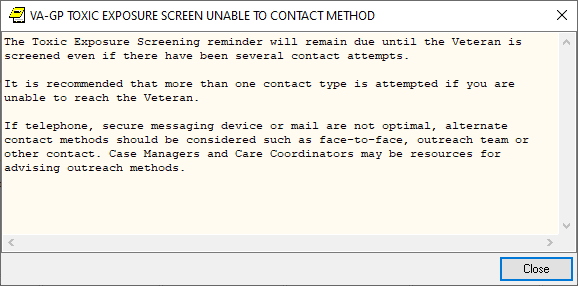 VA-GP TOXIC EXPOSURE SCREEN UNABLE TO CONTACT METHOD
The Toxic Exposure Screening reminder will remain due until the Veteran is
screened even if there have been several contact attempts.
It is recommended that more than one contact type is attempted if you are
unable to reach the Veteran.
If telephone, secure messaging device or mail are not optimal, alternate
contact methods should be considered such as face-to-face, outreach team or
other contact. Case Managers and Care Coordinators may be resources for
advising outreach methods.
Close